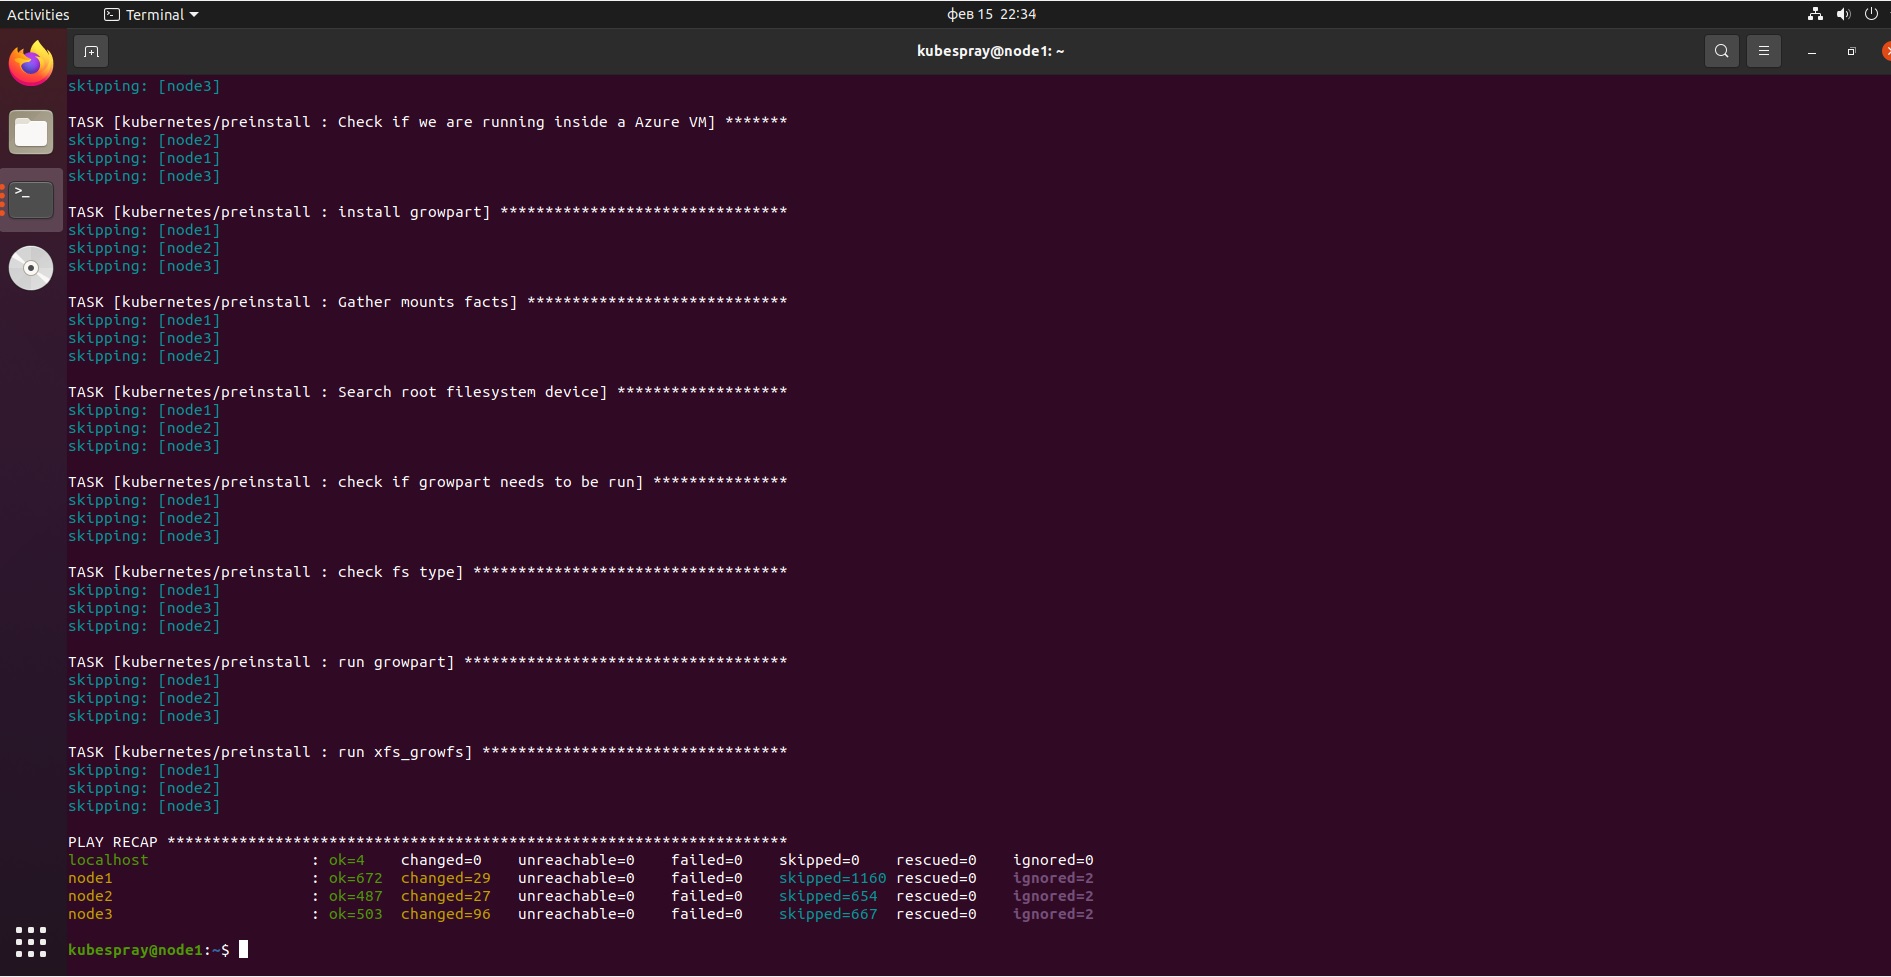 Activities Terminal фев 15 22:34
kubespray@node1: ~
skipping: [node3]
TASK [kubernetes/preinstall : Check if we are running inside a Azure VM] *******
skipping: [node2]
skipping: [node1]
skipping: [node3]
TASK [kubernetes/preinstall : install growpart] ********************************
skipping: [node1]
skipping: [node2]
skipping: [node3]
TASK [kubernetes/preinstall : Gather mounts facts] *****************************
skipping: [node1]
skipping: [node3]
skipping: [node2]
TASK [kubernetes/preinstall : Search root filesystem device] *******************
skipping: [node1]
skipping: [node2]
skipping: [node3]
TASK [kubernetes/preinstall : check if growpart needs to be run] ***************
skipping: [node1]
skipping: [node2]
skipping: [node3]
TASK [kubernetes/preinstall : check fs type] ***********************************
skipping: [node1]
skipping: [node3]
skipping: [node2]
TASK [kubernetes/preinstall : run growpart] ************************************
skipping: [node1]
skipping: [node2]
skipping: [node3]
TASK [kubernetes/preinstall : run xfs_growfs] **********************************
skipping: [node1]
skipping: [node2]
skipping: [node3]
PLAY RECAP *********************************************************************
localhost : ok=4 changed=0 unreachable=0 failed=0 skipped=0 rescued=0 ignored=0
node1 : ok=672 changed=29 unreachable=0 failed=0 skipped=1160 rescued=0 ignored=2
node2 : ok=487 changed=27 unreachable=0 failed=0 skipped=654 rescued=0 ignored=2
node3 : ok=503 changed=96 unreachable=0 failed=0 skipped=667 rescued=0 ignored=2
kubespray@node1:~$